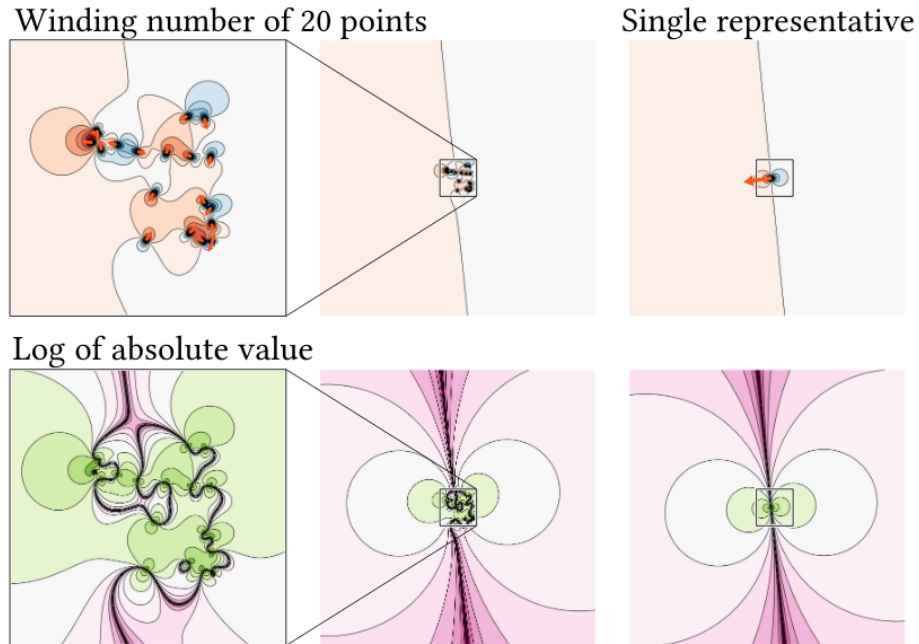 Winding number of 20 points
Single representative
Log of absolute value